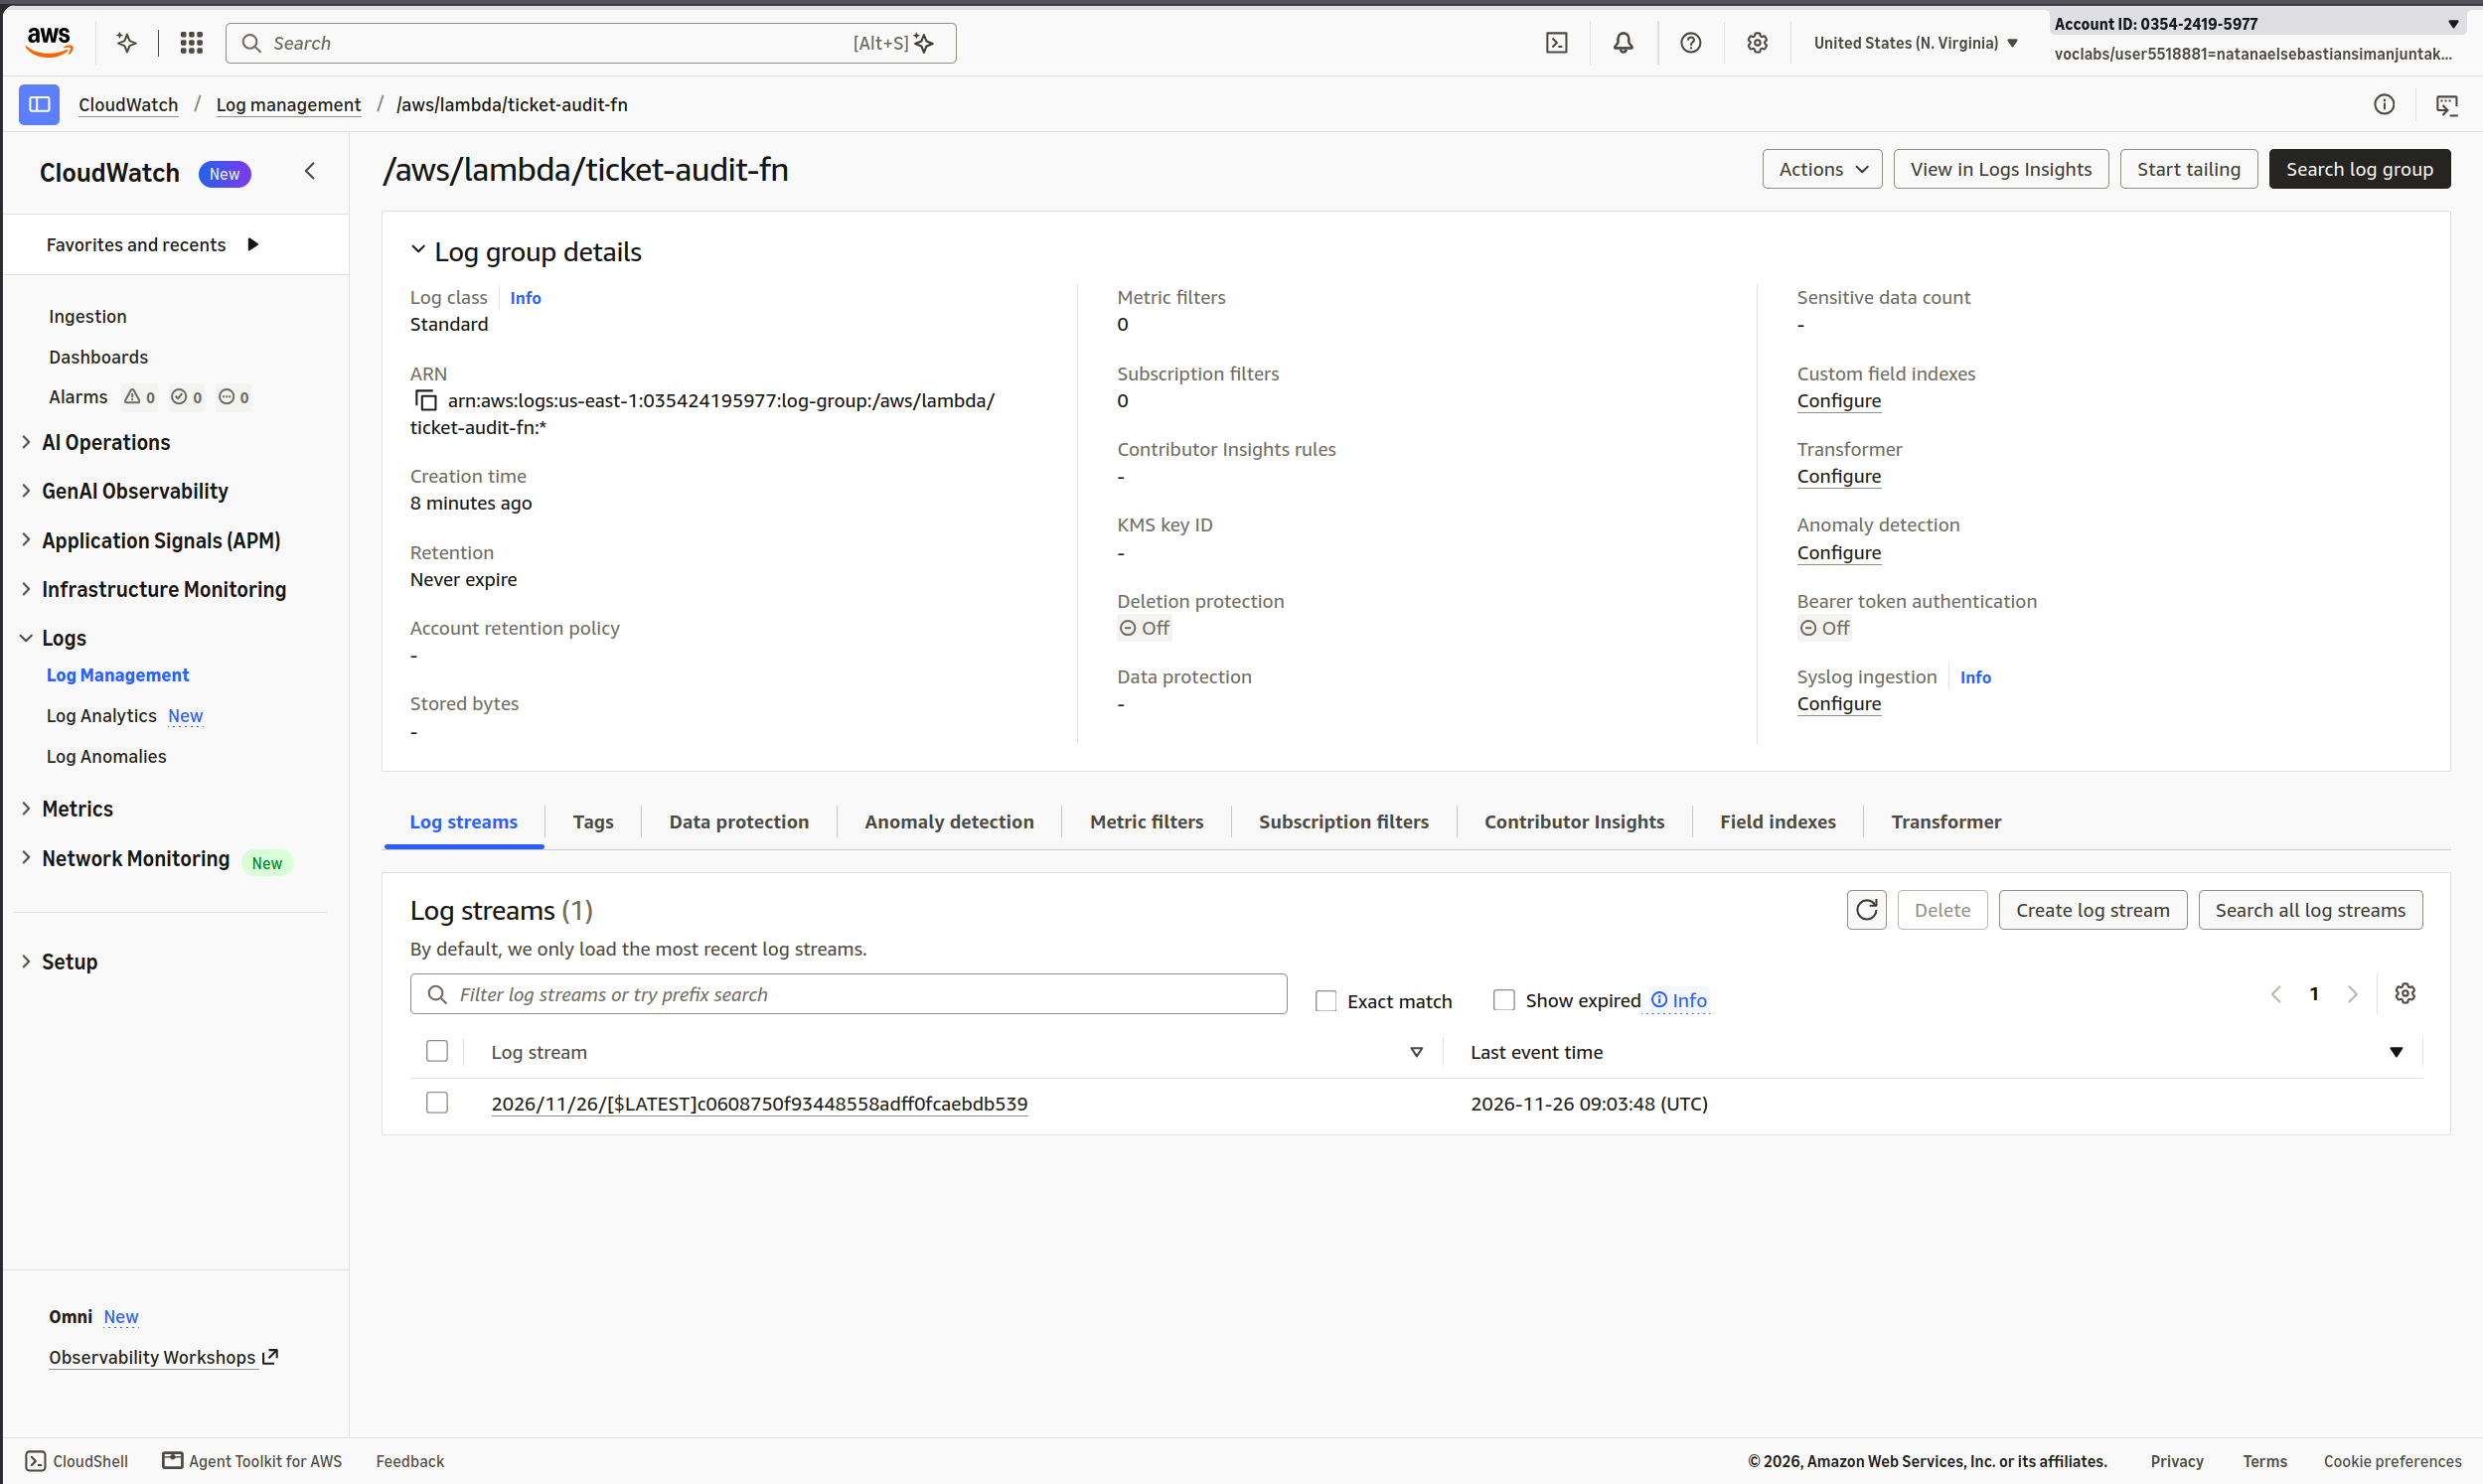 aws
Search [Alt+S]
United States (N. Virginia)
Account ID: 0354-2419-5977
voclabs/user5518881=natanaelsebastiansimanjuntak...
CloudWatch / Log management / /aws/lambda/ticket-audit-fn
CloudWatch New
Favorites and recents
Ingestion
Dashboards
Alarms 0 0 0
AI Operations
GenAI Observability
Application Signals (APM)
Infrastructure Monitoring
Logs
Log Management
Log Analytics New
Log Anomalies
Metrics
Network Monitoring New
Setup
Omni New
Observability Workshops
/aws/lambda/ticket-audit-fn
Actions View in Logs Insights Start tailing Search log group
Log group details
Log class Info
Standard
ARN
arn:aws:logs:us-east-1:035424195977:log-group:/aws/lambda/
ticket-audit-fn:*
Creation time
8 minutes ago
Retention
Never expire
Account retention policy
-
Stored bytes
-
Metric filters
0
Subscription filters
0
Contributor Insights rules
-
KMS key ID
-
Deletion protection
Off
Data protection
-
Sensitive data count
-
Custom field indexes
Configure
Transformer
Configure
Anomaly detection
Configure
Bearer token authentication
Off
Syslog ingestion Info
Configure
Log streams Tags Data protection Anomaly detection Metric filters Subscription filters Contributor Insights Field indexes Transformer
Log streams (1)
Delete Create log stream Search all log streams
By default, we only load the most recent log streams.
Filter log streams or try prefix search
Exact match Show expired Info
1
Log stream Last event time
2026/11/26/[$LATEST]c0608750f93448558adff0fcaebdb539 2026-11-26 09:03:48 (UTC)
CloudShell Agent Toolkit for AWS Feedback
© 2026, Amazon Web Services, Inc. or its affiliates. Privacy Terms Cookie preferences